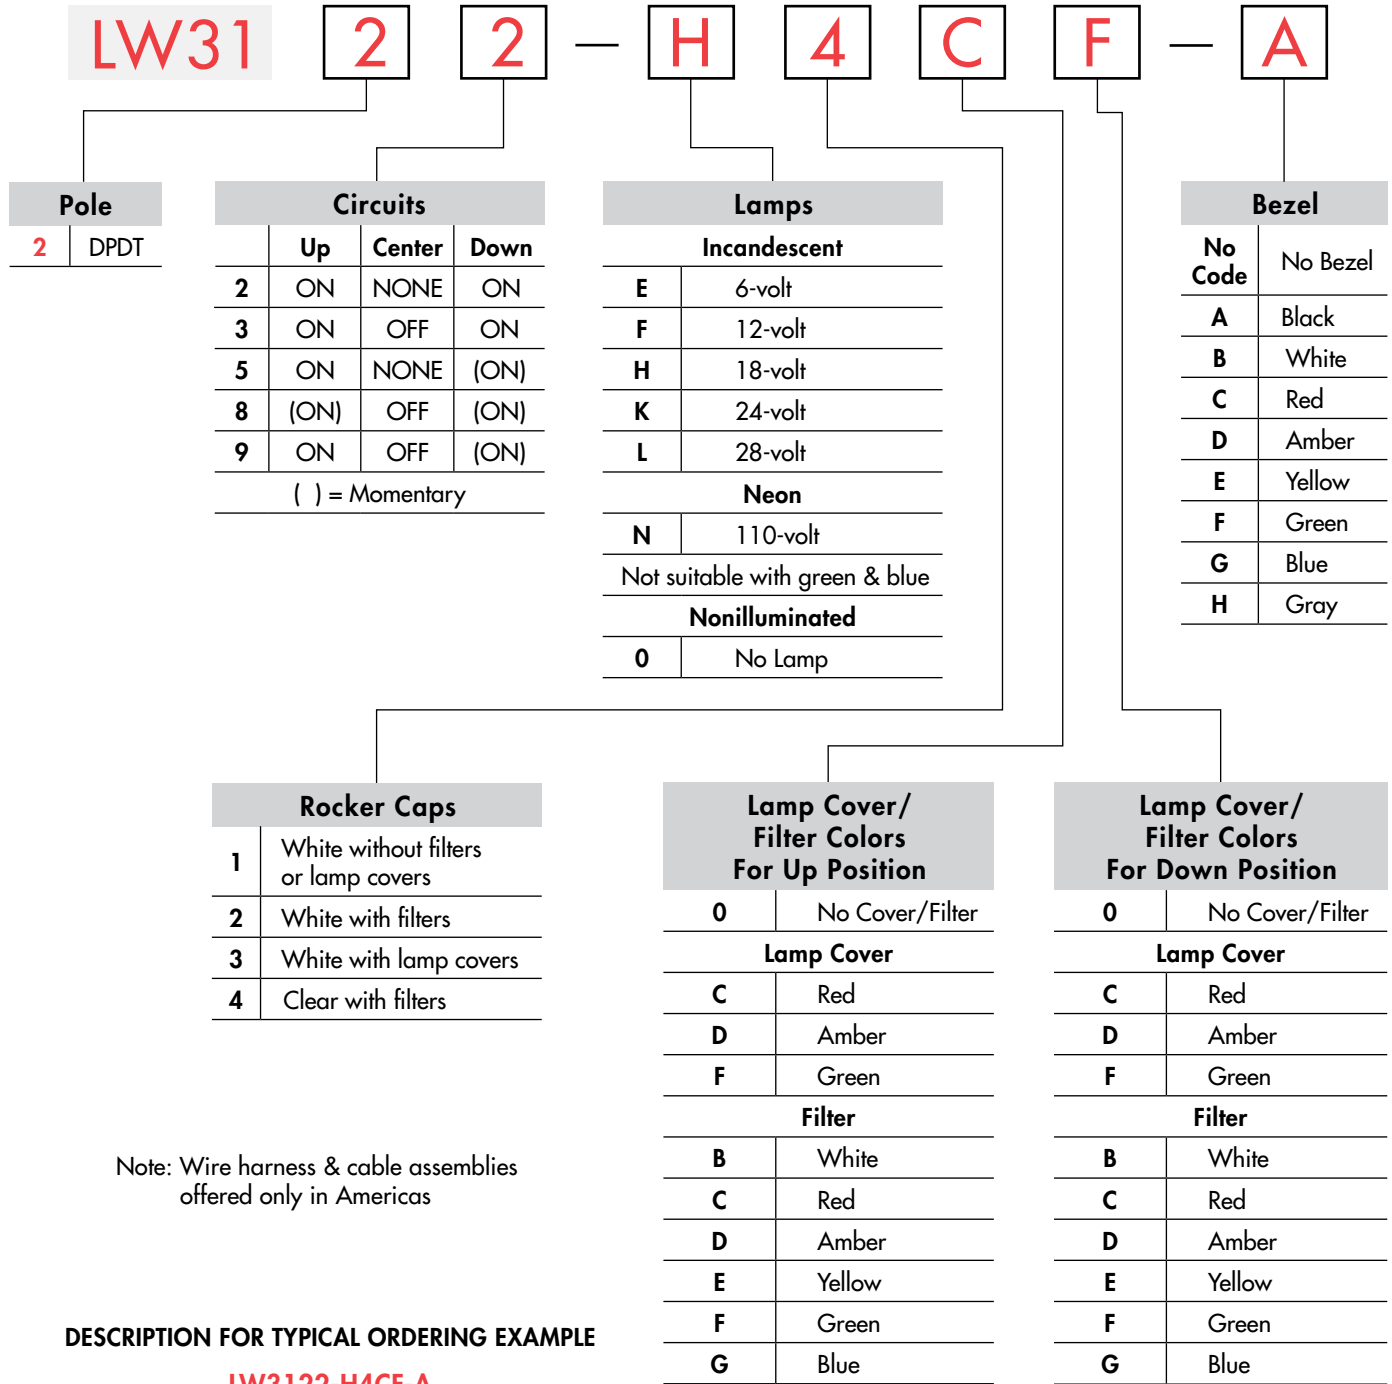 LW31 2 2 — H 4 C F — A
Pole
2 DPDT
Circuits
Up Center Down
2 ON NONE ON
3 ON OFF ON
5 ON NONE (ON)
8 (ON) OFF (ON)
9 ON OFF (ON)
( ) = Momentary
Lamps
Incandescent
E 6-volt
F 12-volt
H 18-volt
K 24-volt
L 28-volt
Neon
N 110-volt
Not suitable with green & blue
Nonilluminated
0 No Lamp
Bezel
No
Code No Bezel
A Black
B White
C Red
D Amber
E Yellow
F Green
G Blue
H Gray
Rocker Caps
1 White without filters
or lamp covers
2 White with filters
3 White with lamp covers
4 Clear with filters
Lamp Cover/
Filter Colors
For Up Position
0 No Cover/Filter
Lamp Cover
C Red
D Amber
F Green
Filter
B White
C Red
D Amber
E Yellow
F Green
G Blue
Lamp Cover/
Filter Colors
For Down Position
0 No Cover/Filter
Lamp Cover
C Red
D Amber
F Green
Filter
B White
C Red
D Amber
E Yellow
F Green
G Blue
Note: Wire harness & cable assemblies
offered only in Americas
DESCRIPTION FOR TYPICAL ORDERING EXAMPLE
LW3122-H4CF-A